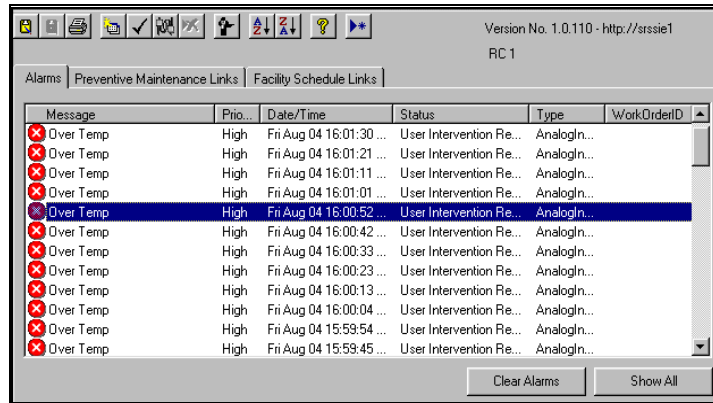 Version No. 1.0.110 - http://srssie1
RC 1
Alarms Preventive Maintenance Links Facility Schedule Links
Message Prio... Date/Time Status Type WorkOrderID
Over Temp High Fri Aug 04 16:01:30 ... User Intervention Re... AnalogIn...
Over Temp High Fri Aug 04 16:01:21 ... User Intervention Re... AnalogIn...
Over Temp High Fri Aug 04 16:01:11 ... User Intervention Re... AnalogIn...
Over Temp High Fri Aug 04 16:01:01 ... User Intervention Re... AnalogIn...
Over Temp High Fri Aug 04 16:00:52 ... User Intervention Re... AnalogIn...
Over Temp High Fri Aug 04 16:00:42 ... User Intervention Re... AnalogIn...
Over Temp High Fri Aug 04 16:00:33 ... User Intervention Re... AnalogIn...
Over Temp High Fri Aug 04 16:00:23 ... User Intervention Re... AnalogIn...
Over Temp High Fri Aug 04 16:00:13 ... User Intervention Re... AnalogIn...
Over Temp High Fri Aug 04 16:00:04 ... User Intervention Re... AnalogIn...
Over Temp High Fri Aug 04 15:59:54 ... User Intervention Re... AnalogIn...
Over Temp High Fri Aug 04 15:59:45 ... User Intervention Re... AnalogIn...
Clear Alarms Show All